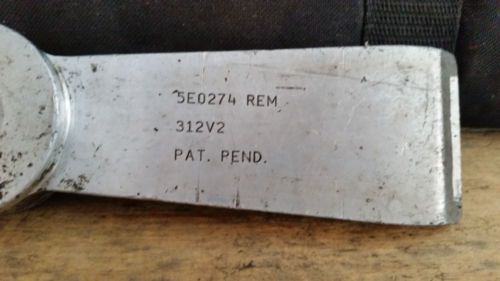 5E0274 REM
312V2
PAT. PEND.